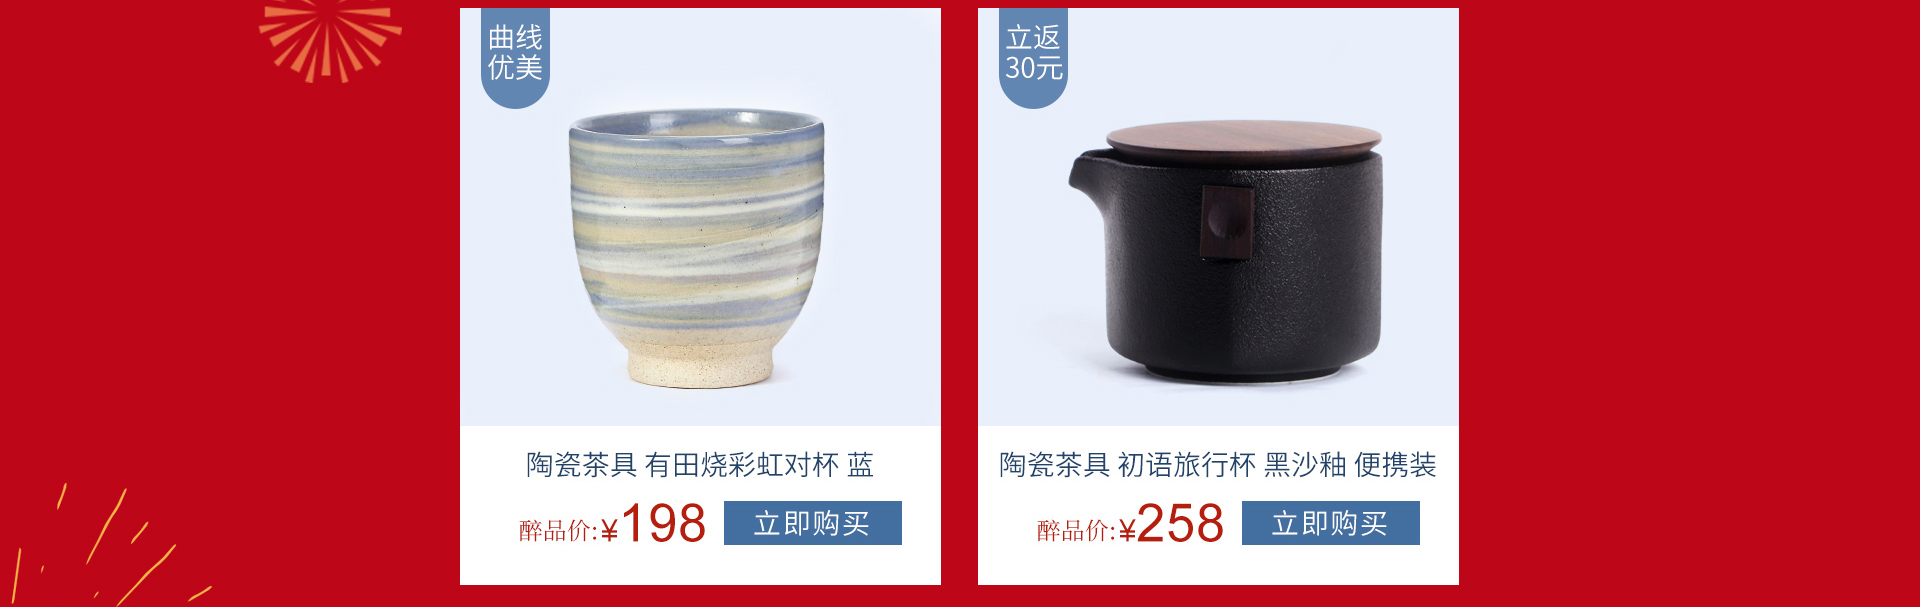 曲线
优美
陶瓷茶具 有田烧彩虹对杯 蓝
醉品价:¥198
立即购买
立返
30元
陶瓷茶具 初语旅行杯 黑沙釉 便携装
醉品价:¥258
立即购买